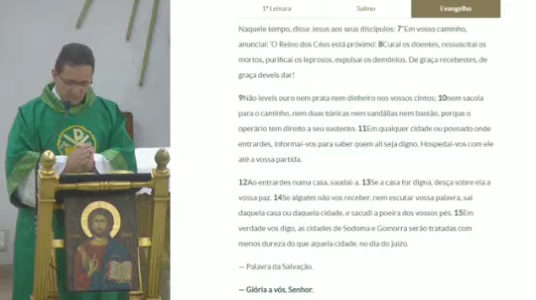 1ª Leitura
Salmo
Evangelho
Naquele tempo, disse Jesus aos seus discípulos: 7"Em vosso caminho,
anunciai: 'O Reino dos Céus está próximo'. 8Curai os doentes, ressuscitai os
mortos, purificai os leprosos, expulsai os demônios. De graça recebestes, de
graça deveis dar!
9Não leveis ouro nem prata nem dinheiro nos vossos cintos; 10nem sacola
para o caminho, nem duas túnicas nem sandálias nem bastão, porque o
operário tem direito a seu sustento. 11Em qualquer cidade ou povoado onde
entrardes, informai-vos para saber quem ali seja digno. Hospedai-vos com ele
até a vossa partida.
12Ao entrardes numa casa, saudai-a. 13Se a casa for digna, desça sobre ela a
vossa paz. 14Se alguém não vos receber, nem escutar vossa palavra, saí
daquela casa ou daquela cidade, e sacudi a poeira dos vossos pés. 15Em
verdade vos digo, as cidades de Sodoma e Gomorra serão tratadas com
menos dureza do que aquela cidade, no dia do juízo.
— Palavra da Salvação.
— Glória a vós, Senhor.